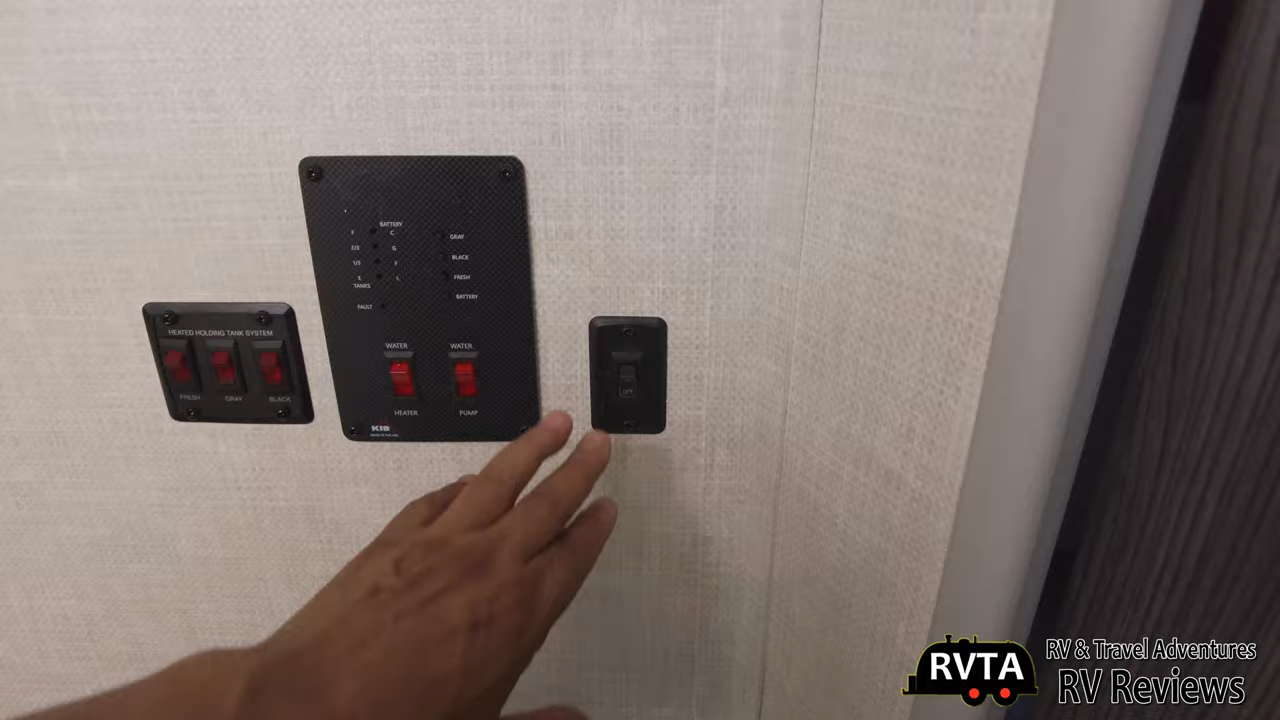 HEATED HOLDING TANK SYSTEM
FRESH GRAY BLACK
BATTERY
F C
2/3 G
1/3 F
E L
TANKS
FAULT
GRAY
BLACK
FRESH
BATTERY
WATER WATER
HEATER PUMP
KIB
OFF
RVTA
RV & Travel Adventures
RV Reviews